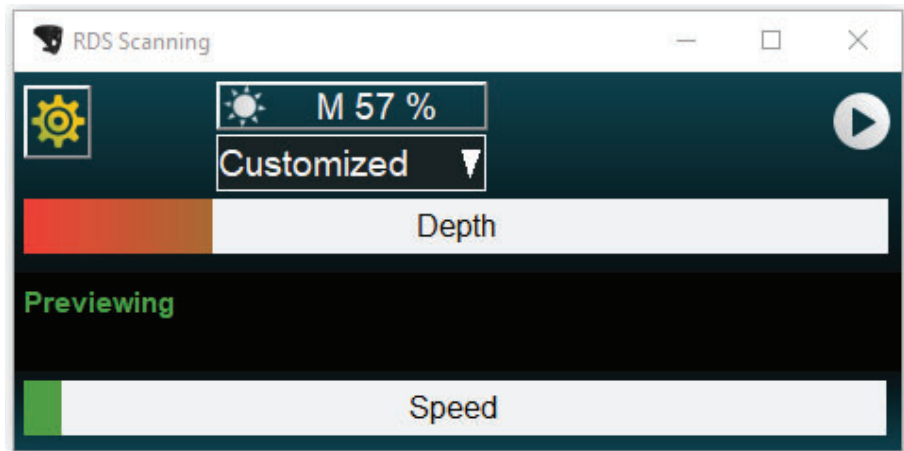 RDS Scanning
M 57 %
Customized
Depth
Previewing
Speed